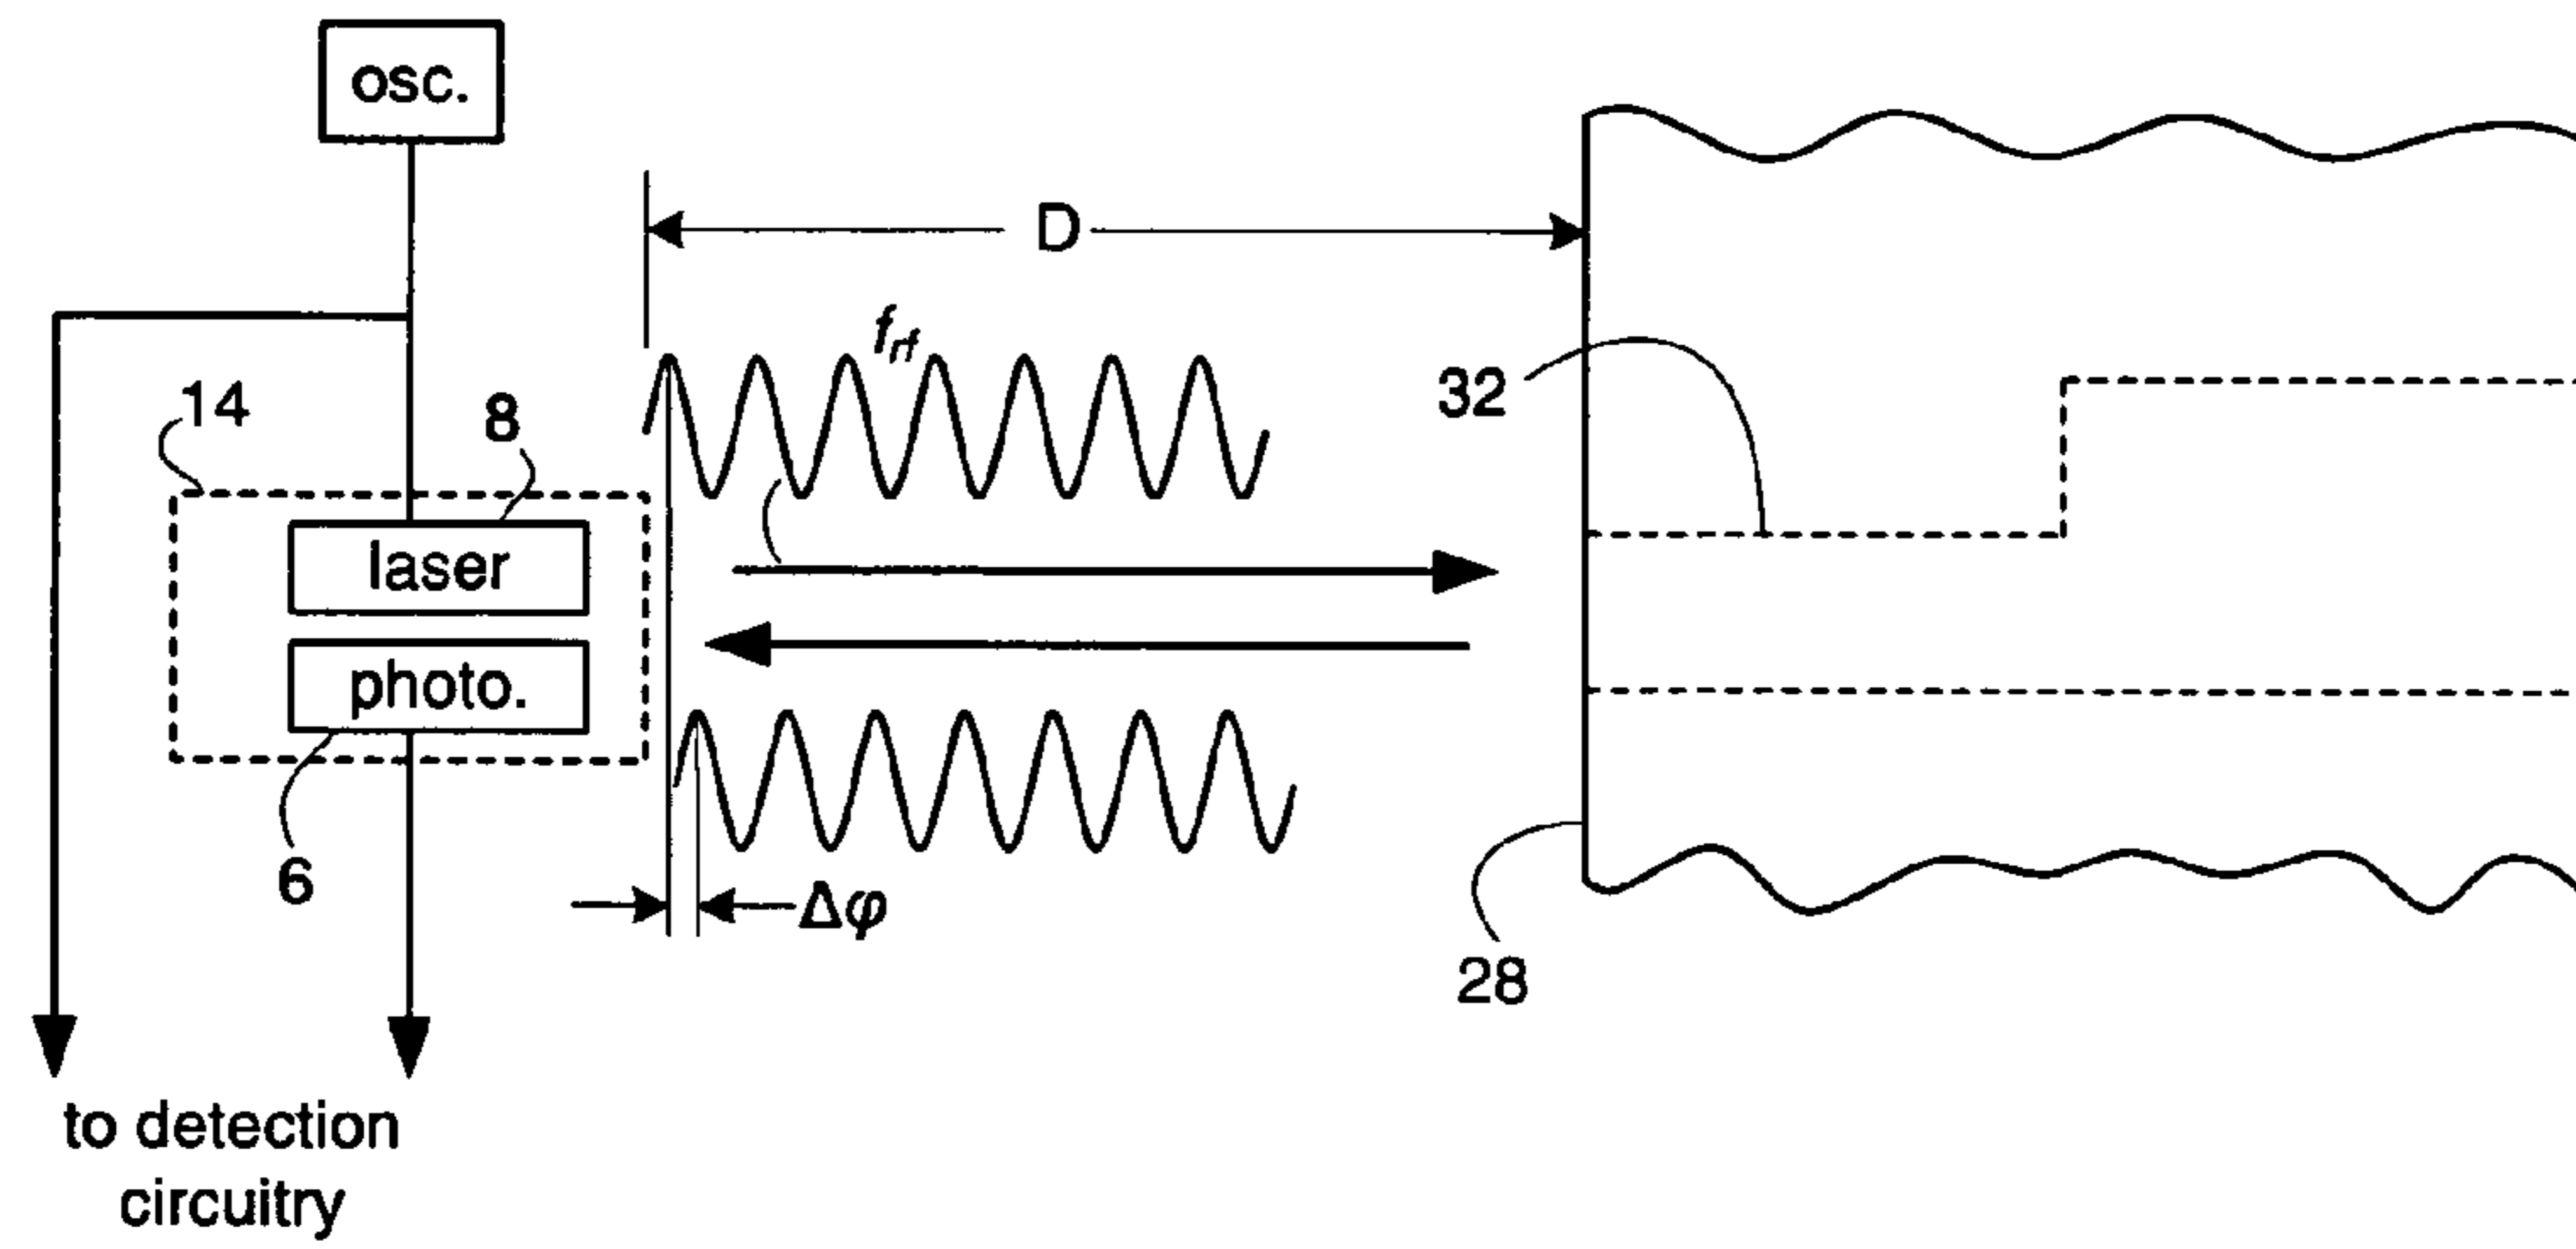 osc.
D
f_rf
14
8
32
laser
photo.
6
Δφ
28
to detection
circuitry